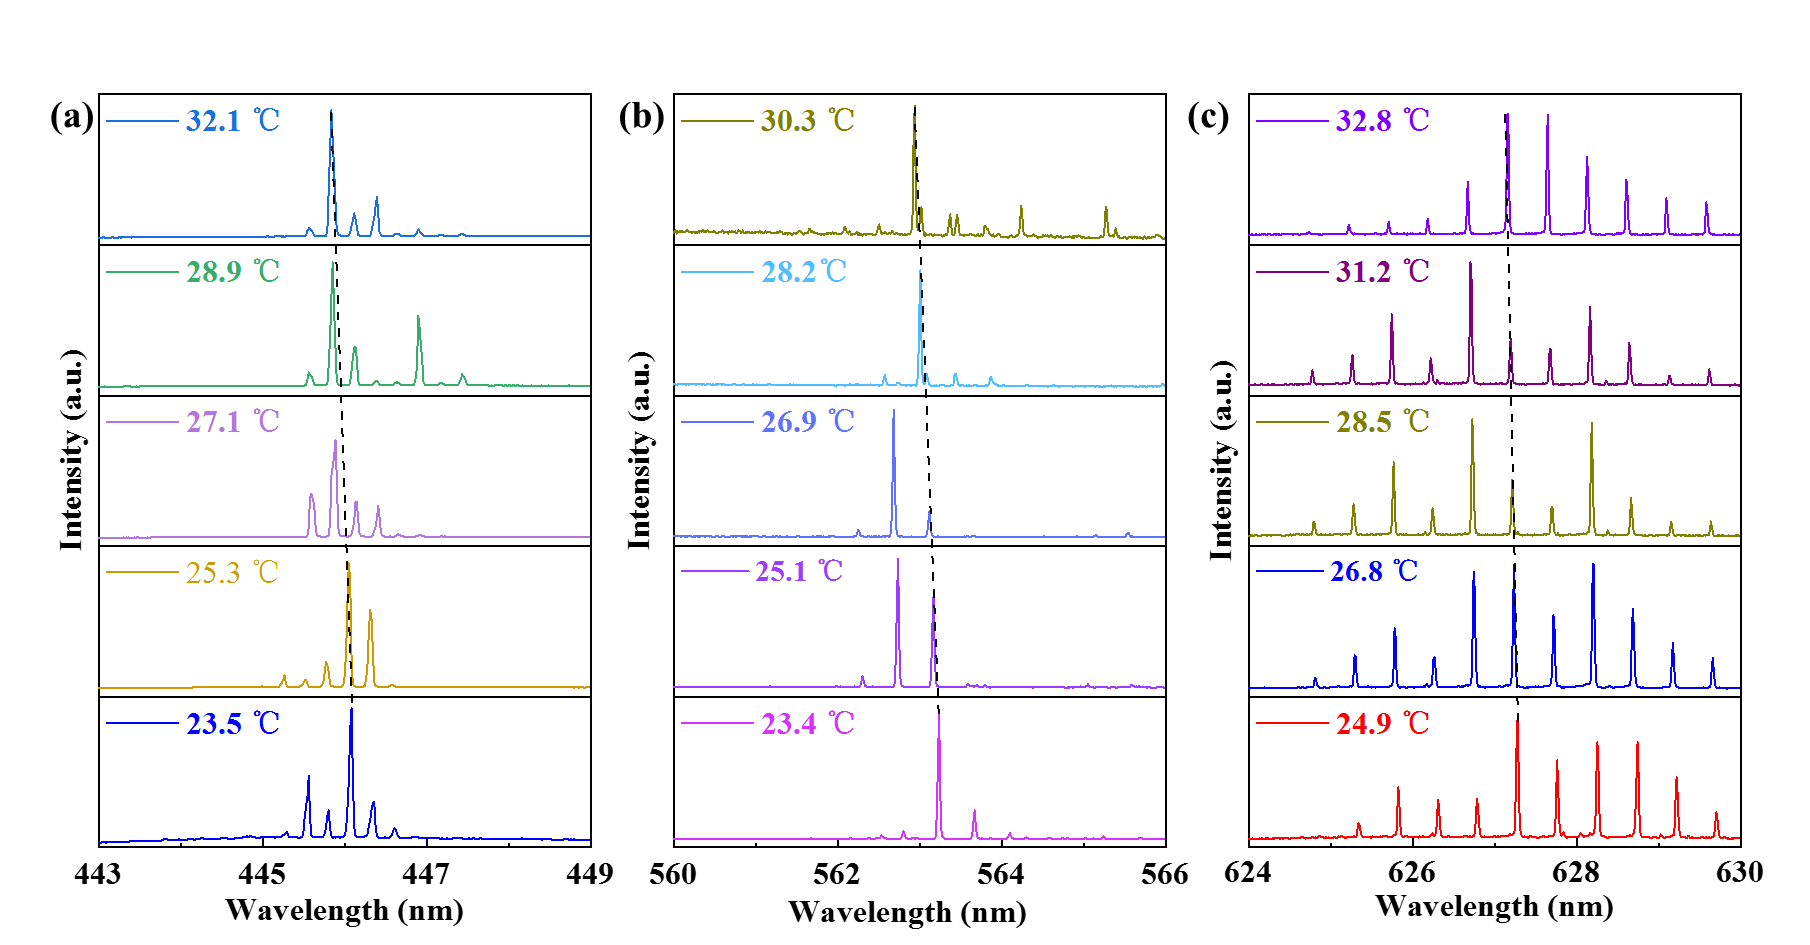 (a)
32.1 ℃
28.9 ℃
27.1 ℃
25.3 ℃
23.5 ℃
Intensity (a.u.)
443 445 447 449
Wavelength (nm)
(b)
30.3 ℃
28.2℃
26.9 ℃
25.1 ℃
23.4 ℃
Intensity (a.u.)
560 562 564 566
Wavelength (nm)
(c)
32.8 ℃
31.2 ℃
28.5 ℃
26.8 ℃
24.9 ℃
Intensity (a.u.)
624 626 628 630
Wavelength (nm)